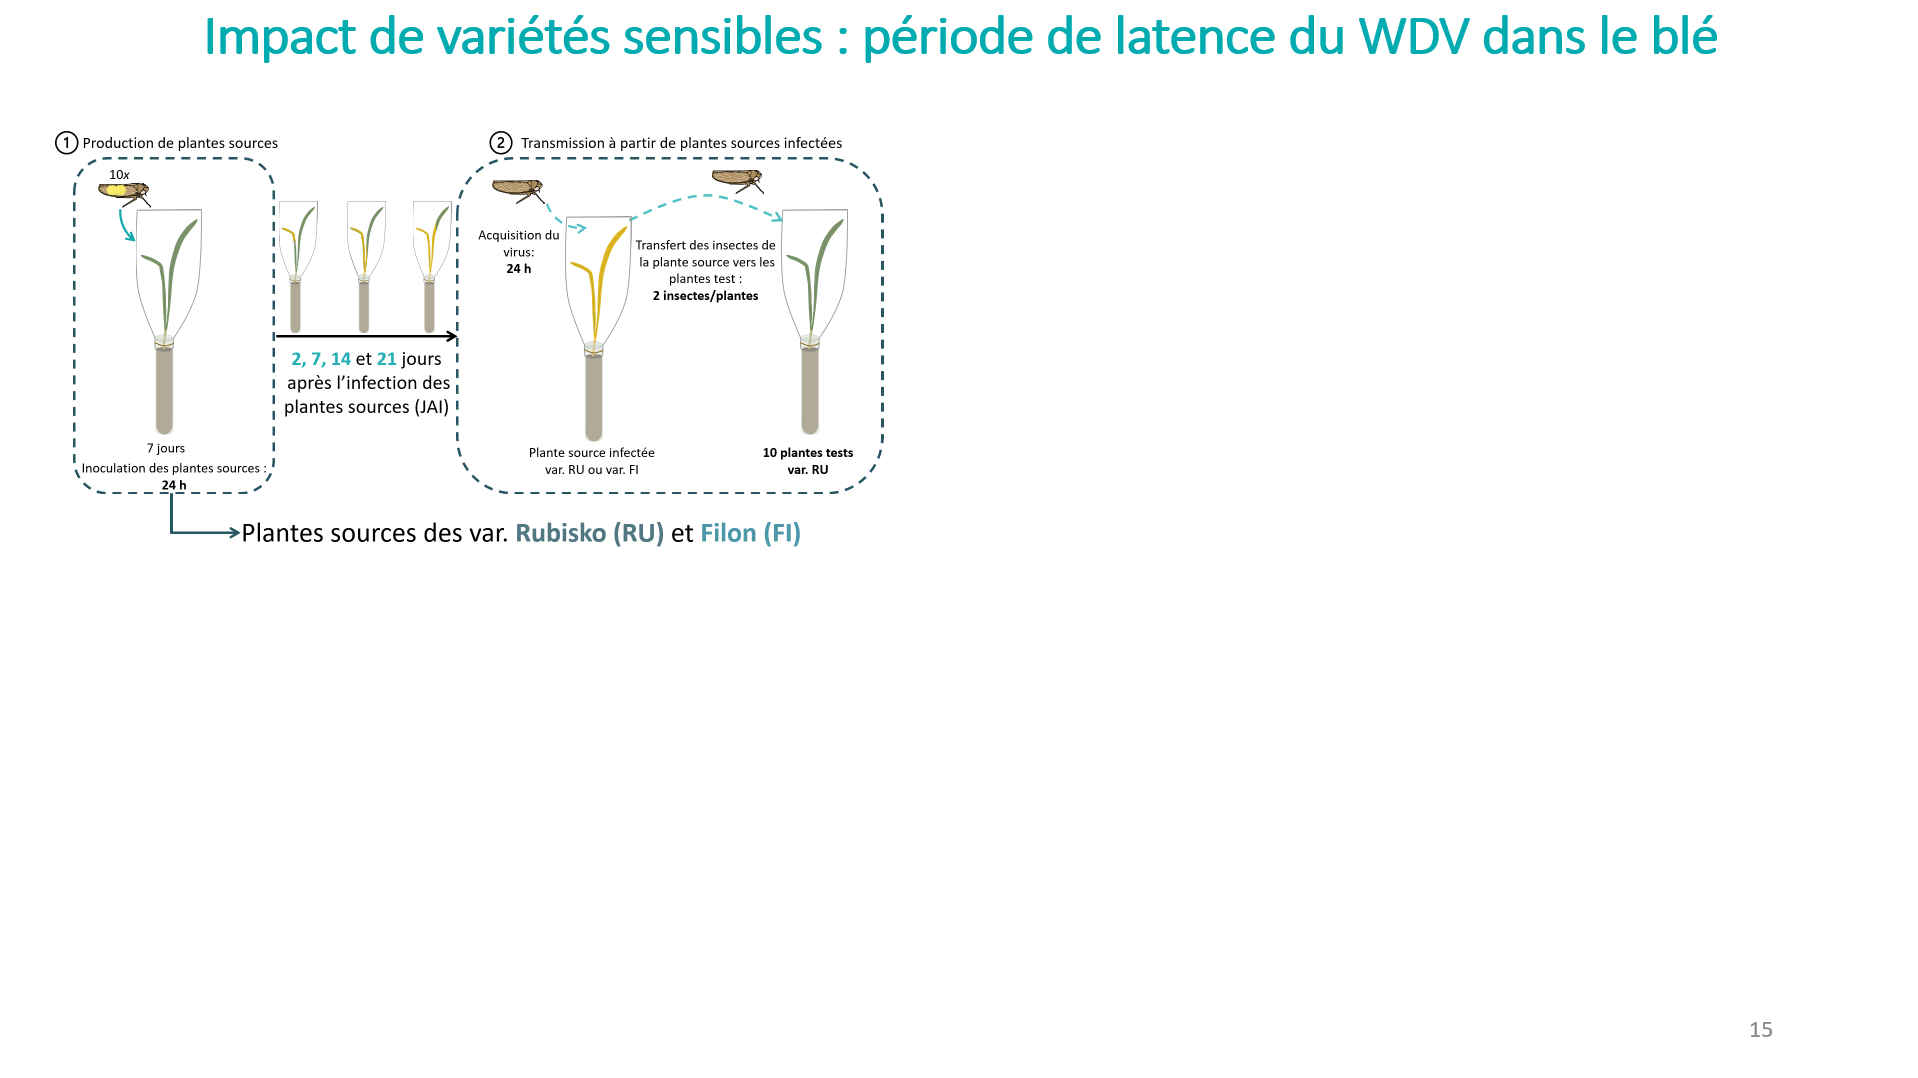 Impact de variétés sensibles : période de latence du WDV dans le blé
1 Production de plantes sources
10x
7 jours
Inoculation des plantes sources :
24 h
2, 7, 14 et 21 jours
après l’infection des
plantes sources (JAI)
2 Transmission à partir de plantes sources infectées
Acquisition du
virus:
24 h
Transfert des insectes de
la plante source vers les
plantes test :
2 insectes/plantes
Plante source infectée
var. RU ou var. FI
10 plantes tests
var. RU
Plantes sources des var. Rubisko (RU) et Filon (FI)
15